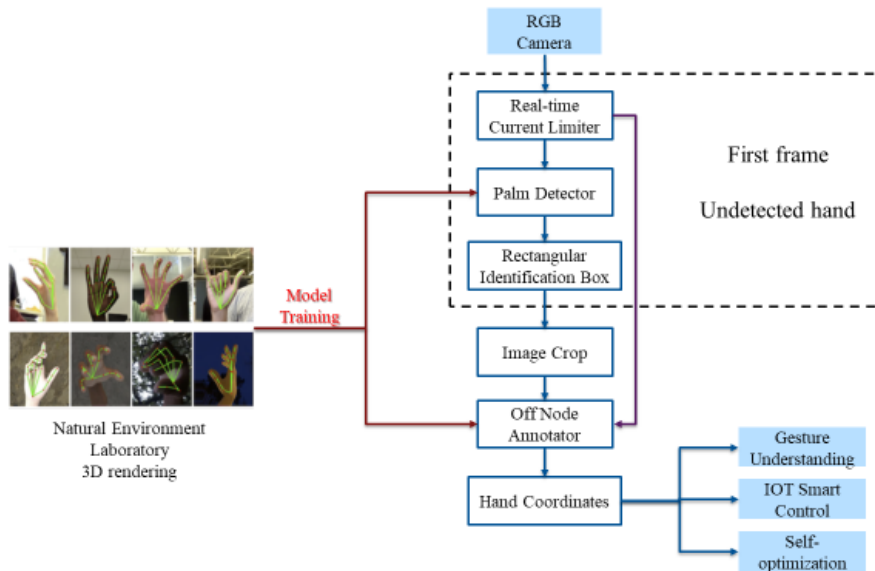 RGB
Camera
Real-time
Current Limiter
First frame
Undetected hand
Palm Detector
Rectangular
Identification Box
Model
Training
Image Crop
Natural Environment
Laboratory
3D rendering
Off Node
Annotator
Hand Coordinates
Gesture
Understanding
IOT Smart
Control
Self-
optimization